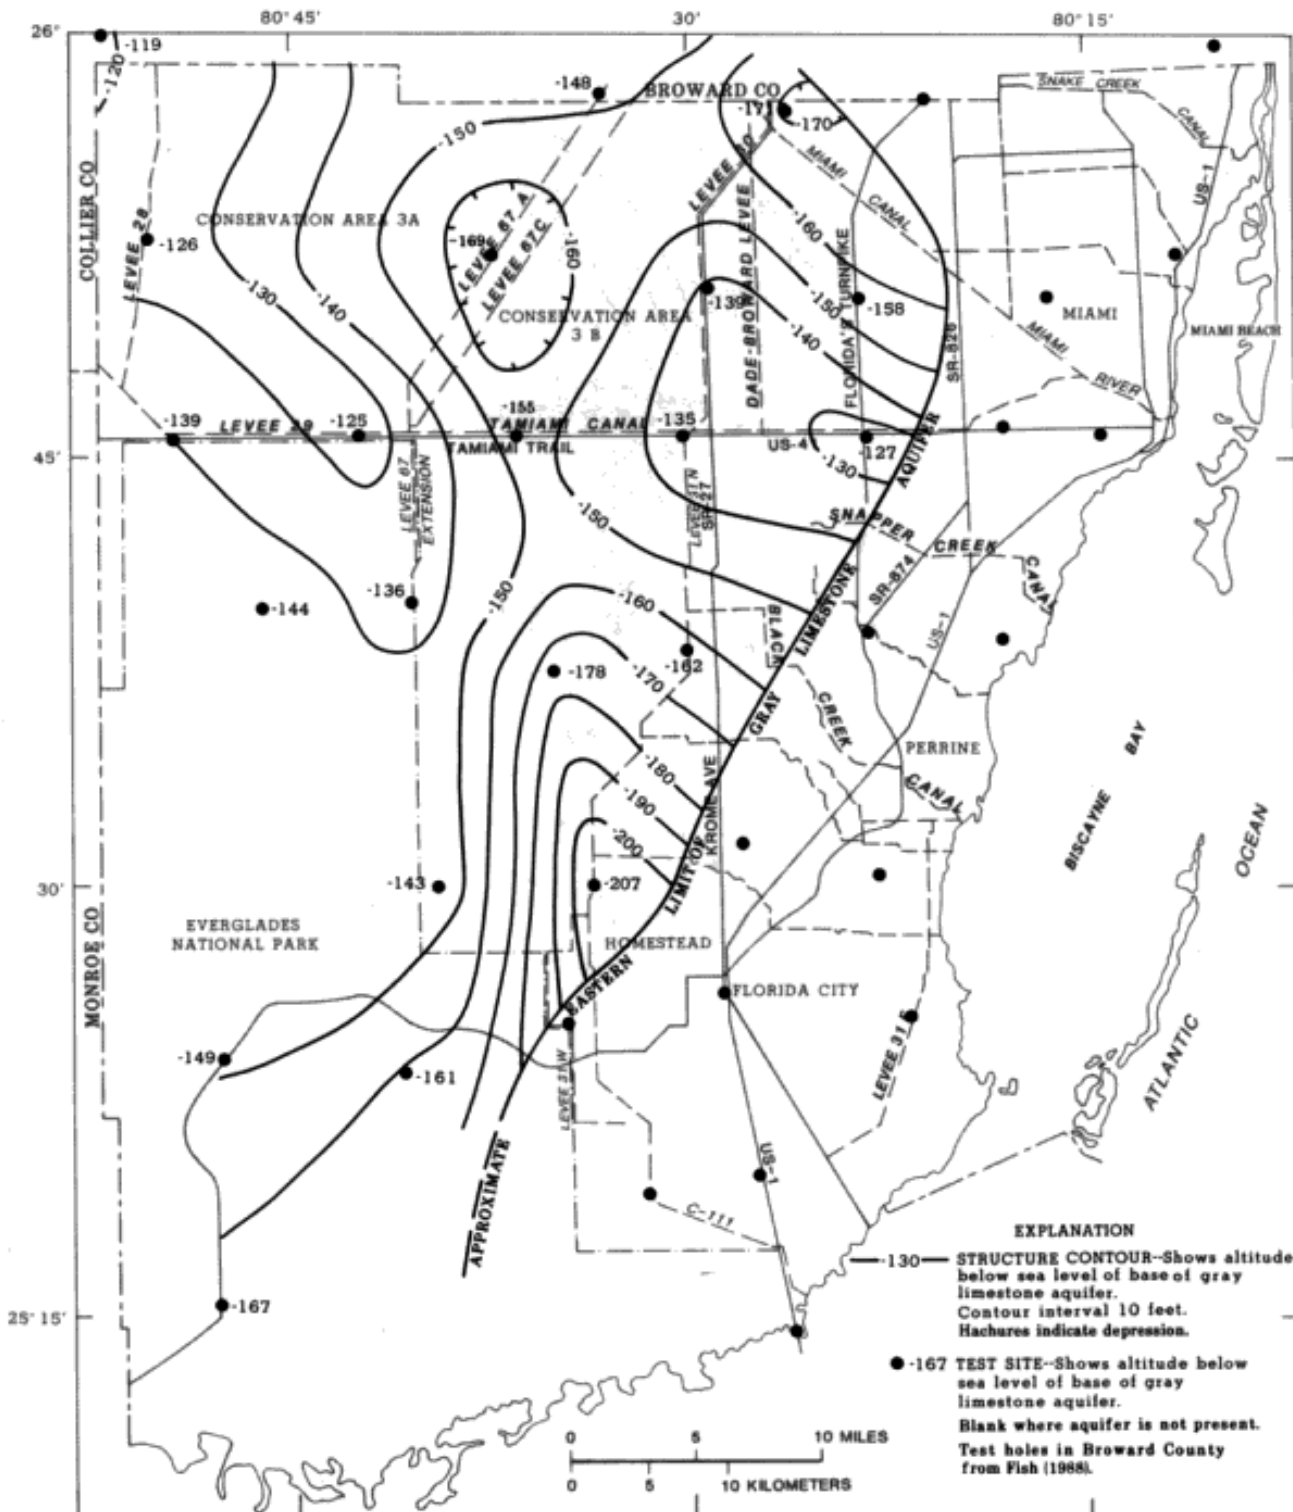 80° 45'
30'
80° 15'
26°
-119
-120
-148
BROWARD CO
-171
-170
SNAKE CREEK
CANAL
US-1
-150
LEVEE 30
MIAMI
CANAL
COLLIER CO
LEVEE 28
CONSERVATION AREA 3A
-126
-169
LEVEE 67 A
LEVEE 67C
-160
DADE-BROWARD LEVEE
-160
FLORIDA'S TURNPIKE
-130
-140
-139
-150
-158
CONSERVATION AREA
3 B
-140
SR-826
MIAMI
MIAMI
RIVER
MIAMI BEACH
-139
LEVEE 29
-125
-155
TAMIAMI CANAL
TAMIAMI TRAIL
-135
US-4
-127
-130
AQUIFER
45'
LEVEE 67
EXTENSION
LEVEE 31 N
SR-27
-150
SNAPPER
CREEK
CANAL
SR-874
US-1
-136
-144
-150
-160
LIMESTONE
BLACK
CREEK
CANAL
-162
-178
-170
GRAY
PERRINE
BISCAYNE BAY
-180
-190
-200
KROME AVE
LIMIT OF
30'
-143
-207
EVERGLADES
NATIONAL PARK
HOMESTEAD
EASTERN
FLORIDA CITY
MONROE CO
ATLANTIC
OCEAN
-149
-161
LEVEE 31 W
LEVEE 31 E
APPROXIMATE
US-1
C-111
-167
25° 15'
EXPLANATION
-130
STRUCTURE CONTOUR--Shows altitude
below sea level of base of gray
limestone aquifer.
Contour interval 10 feet.
Hachures indicate depression.
-167 TEST SITE--Shows altitude below
sea level of base of gray
limestone aquifer.
Blank where aquifer is not present.
Test holes in Broward County
from Fish (1988).
0 5 10 MILES
0 5 10 KILOMETERS